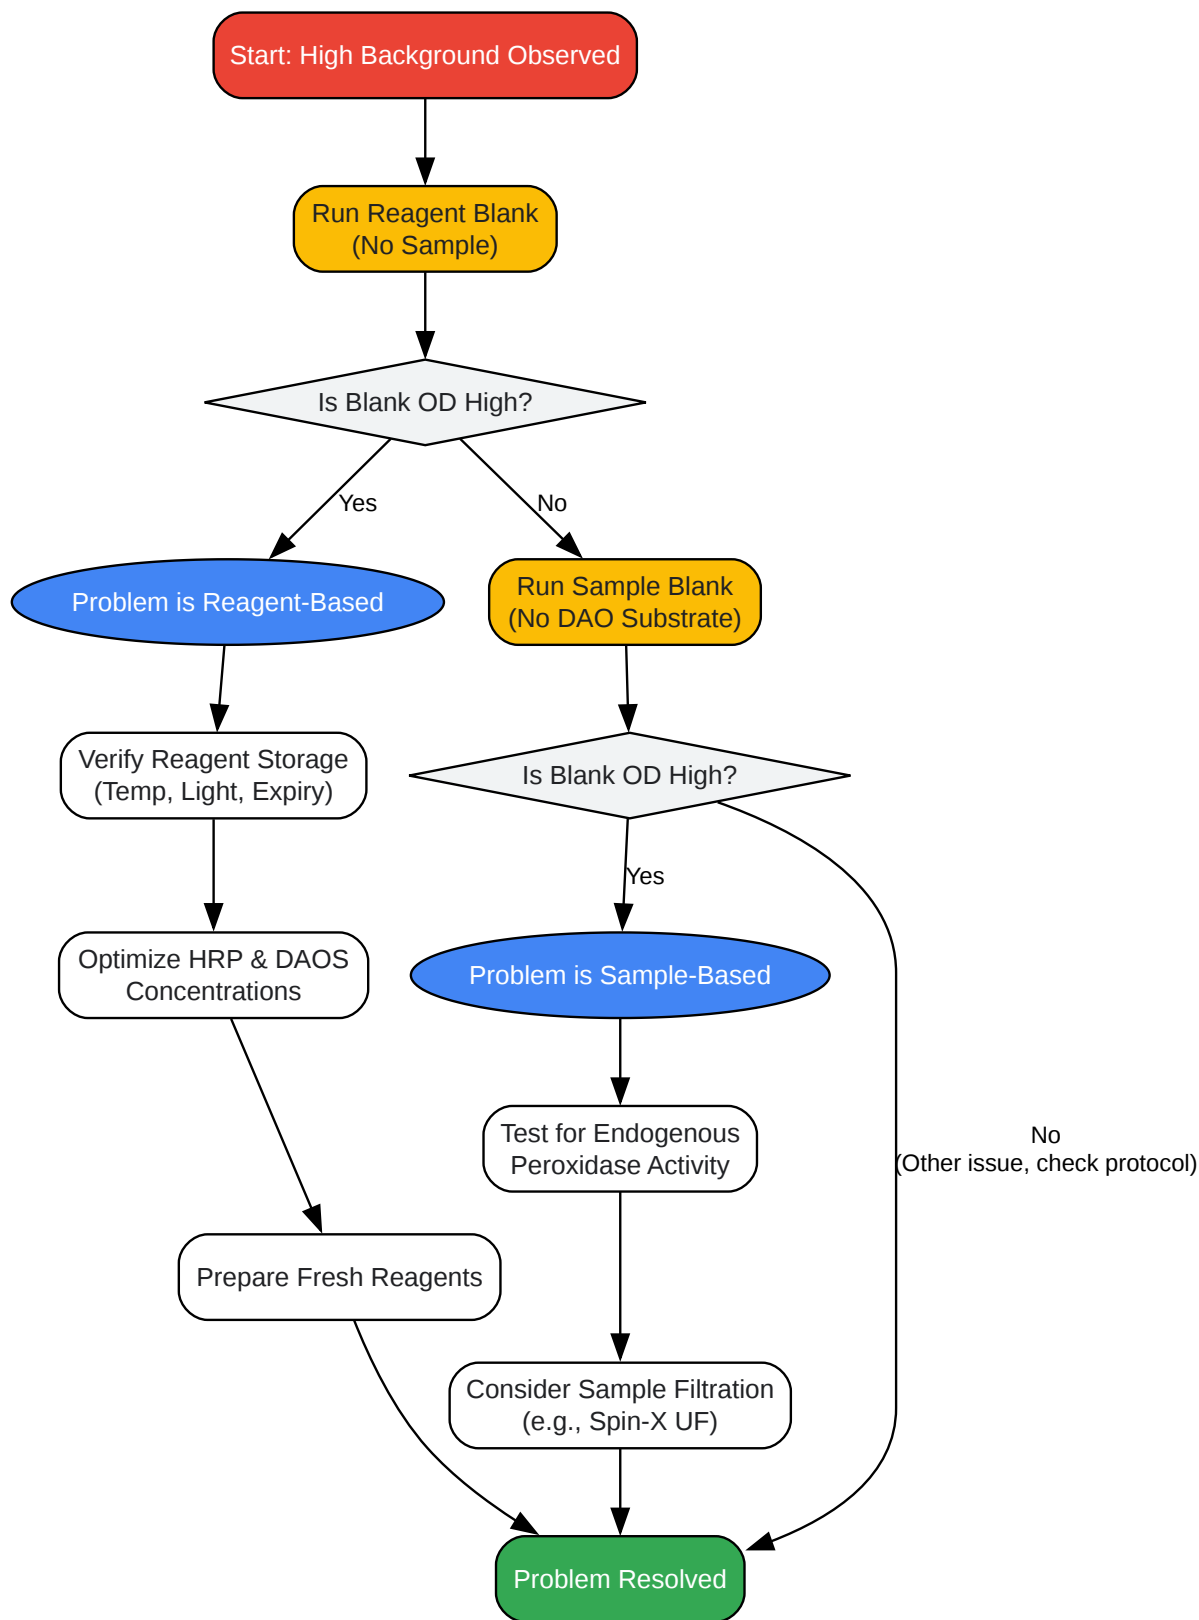 Start: High Background Observed
Run Reagent Blank
(No Sample)
Is Blank OD High?
Yes
No
Problem is Reagent-Based
Run Sample Blank
(No DAO Substrate)
Verify Reagent Storage
(Temp, Light, Expiry)
Is Blank OD High?
Yes
Optimize HRP & DAOS
Concentrations
Problem is Sample-Based
Test for Endogenous
Peroxidase Activity
No
(Other issue, check protocol)
Prepare Fresh Reagents
Consider Sample Filtration
(e.g., Spin-X UF)
Problem Resolved